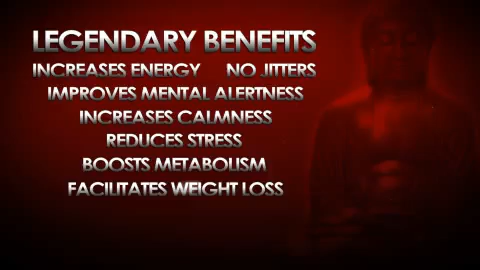 LEGENDARY BENEFITS
INCREASES ENERGY NO JITTERS
IMPROVES MENTAL ALERTNESS
INCREASES CALMNESS
REDUCES STRESS
BOOSTS METABOLISM
FACILITATES WEIGHT LOSS